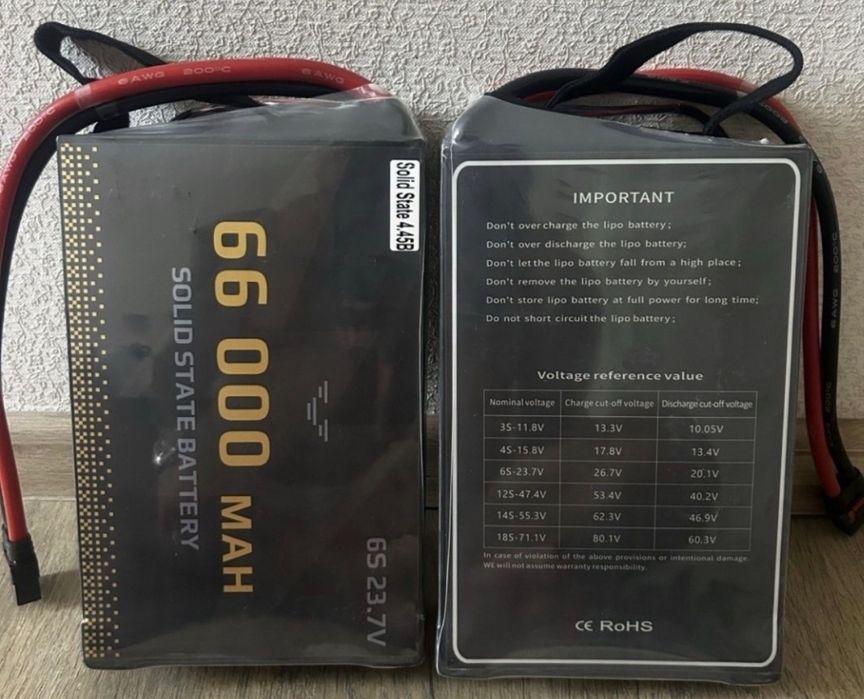 6AWG 200°C 6AWG
Solid State 4.45B
66 000 MAH
SOLID STATE BATTERY
6S 23.7V
IMPORTANT
Don't over charge the lipo battery;
Don't over discharge the lipo battery;
Don't let the lipo battery fall from a high place;
Don't remove the lipo battery by yourself;
Don't store lipo battery at full power for long time;
Do not short circuit the lipo battery;
Voltage reference value
Nominal voltage Charge cut-off voltage Discharge cut-off voltage
3S-11.8V 13.3V 10.05V
4S-15.8V 17.8V 13.4V
6S-23.7V 26.7V 20.1V
12S-47.4V 53.4V 40.2V
14S-55.3V 62.3V 46.9V
18S-71.1V 80.1V 60.3V
In case of violation of the above provisions or intentional damage.
WE will not assume warranty responsibility.
CE RoHS
6AWG 200°C